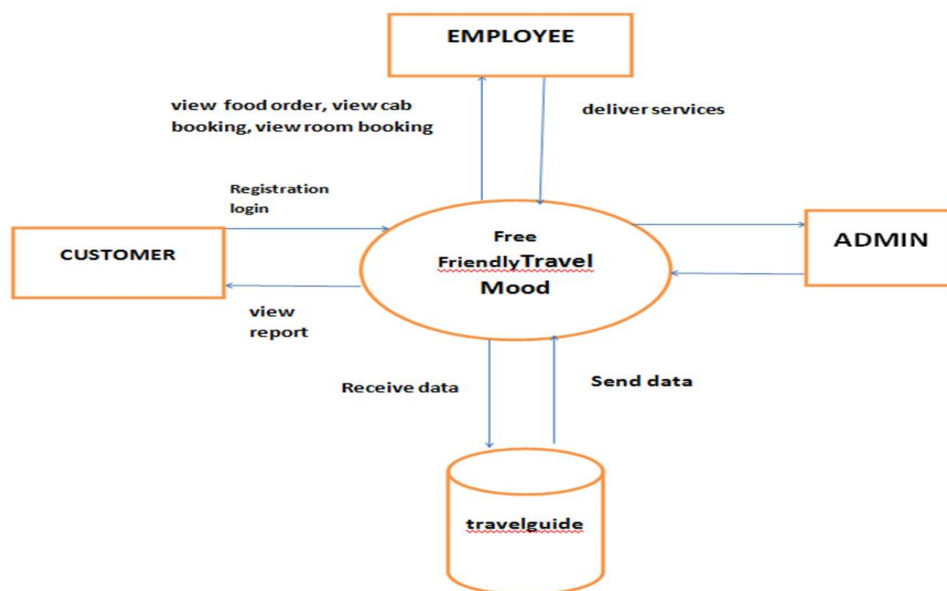 EMPLOYEE
view food order, view cab
booking, view room booking
deliver services
Registration
login
CUSTOMER
Free
FriendlyTravel
Mood
ADMIN
view
report
Receive data
Send data
travelguide